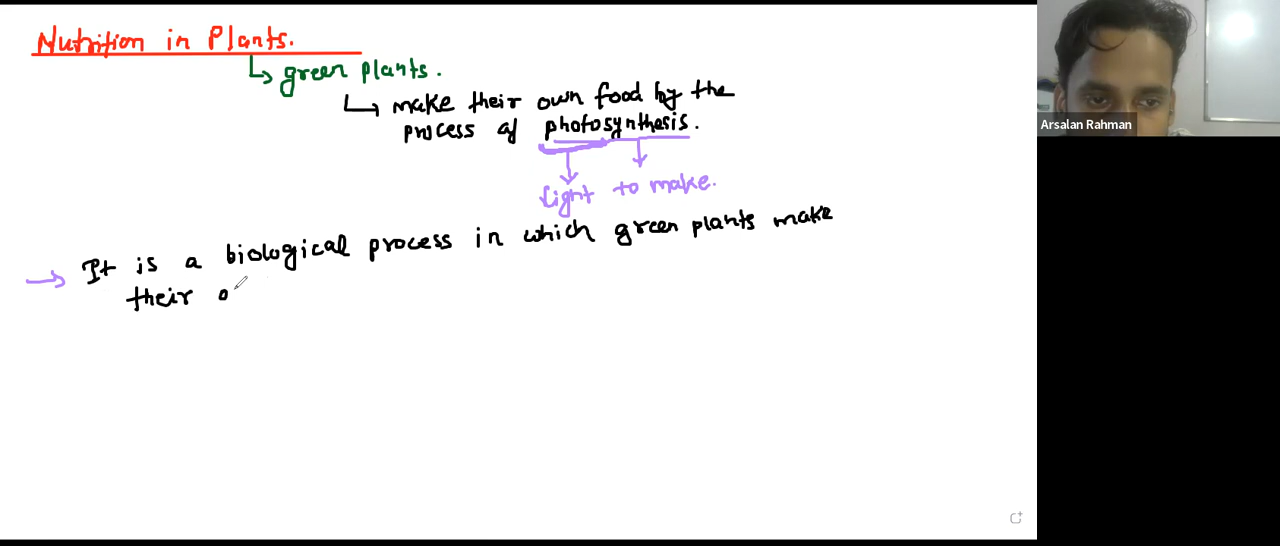 Nutrition in Plants.
↳ green plants.
↳ make their own food by the
process of photosynthesis.
light to make.
→ It is a biological process in which green plants make
their o
Arsalan Rahman